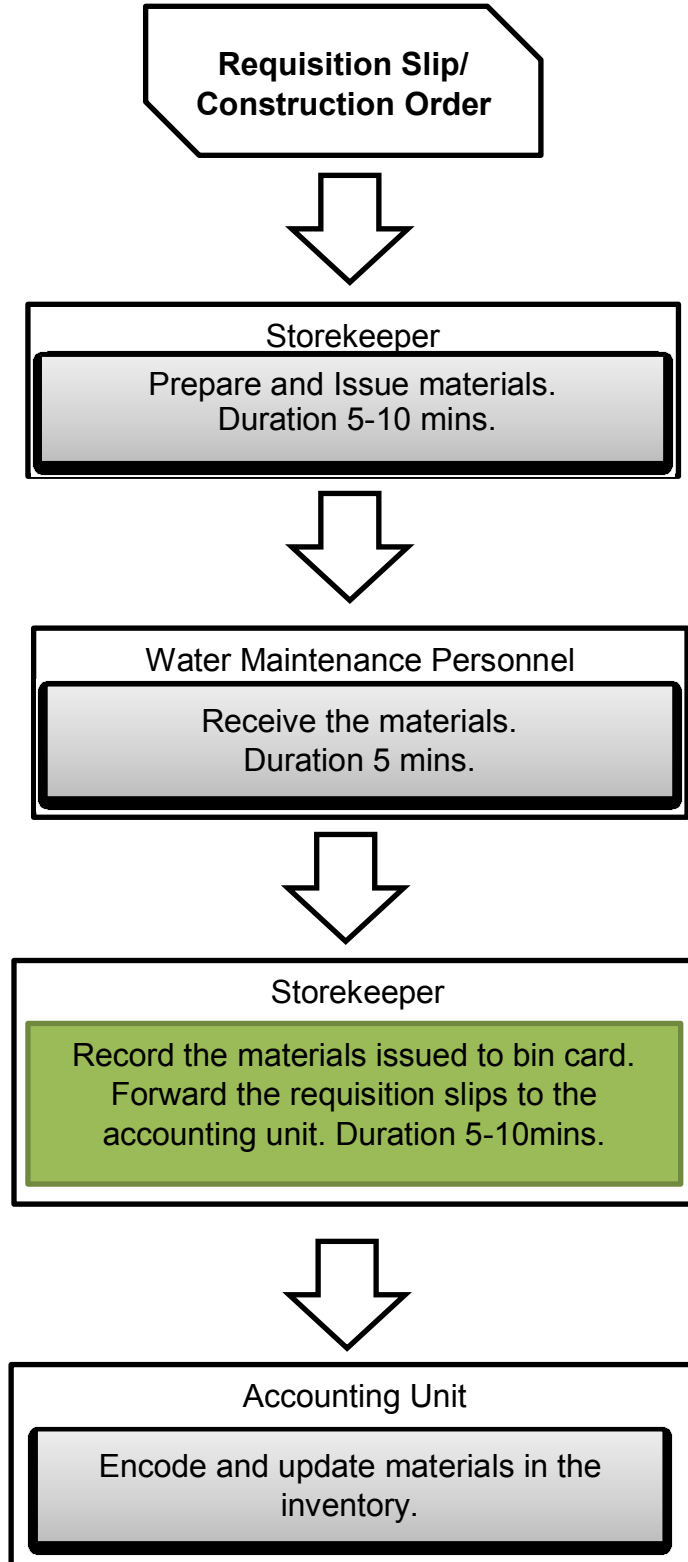 Requisition Slip/
Construction Order
Storekeeper
Prepare and Issue materials.
Duration 5-10 mins.
Water Maintenance Personnel
Receive the materials.
Duration 5 mins.
Storekeeper
Record the materials issued to bin card.
Forward the requisition slips to the
accounting unit. Duration 5-10mins.
Accounting Unit
Encode and update materials in the
inventory.